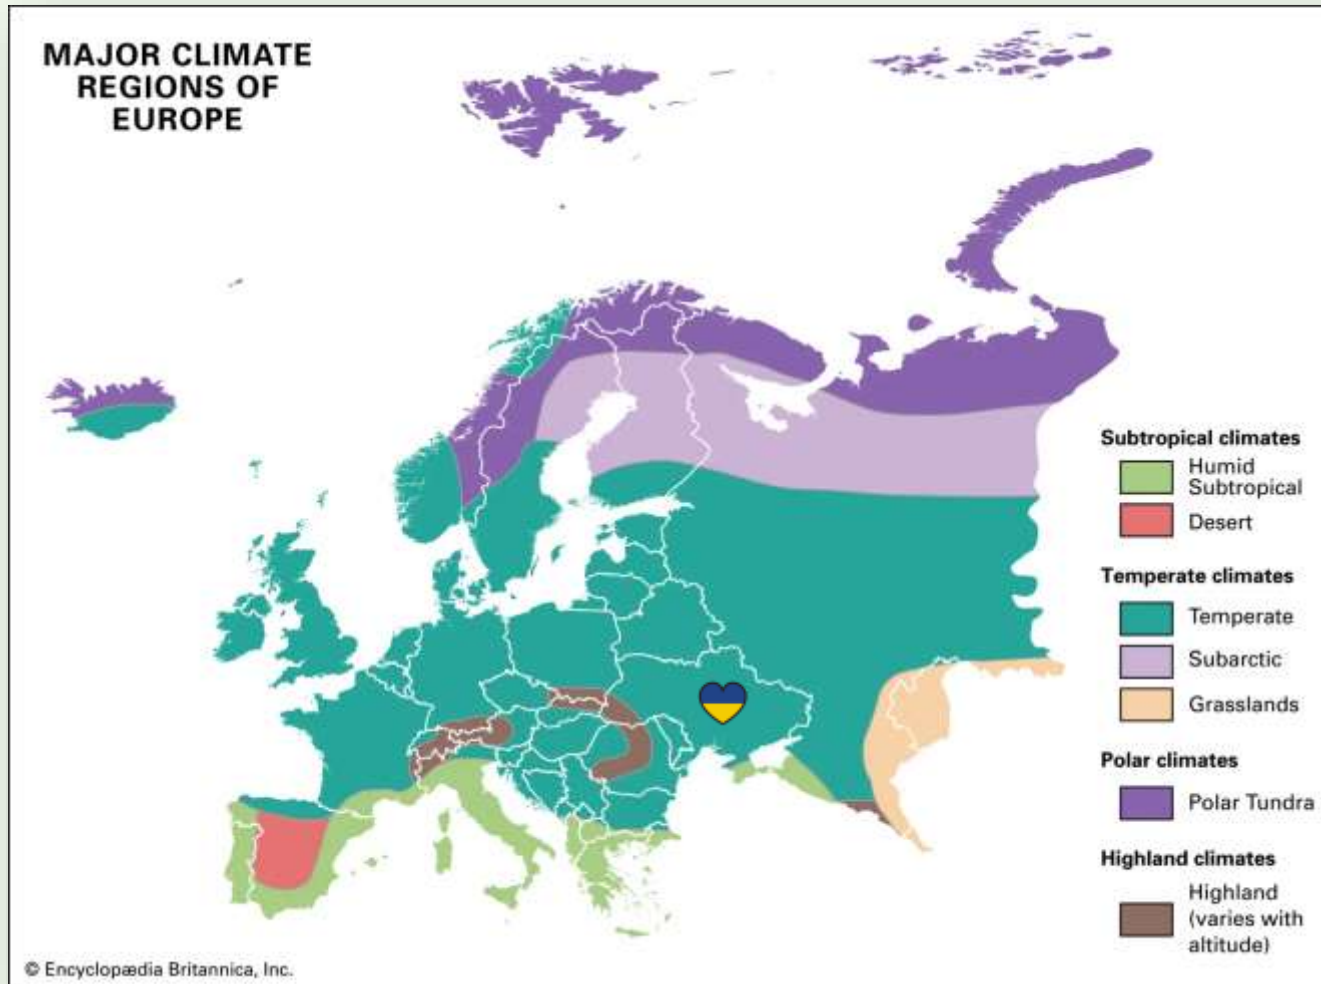 MAJOR CLIMATE
REGIONS OF
EUROPE
Subtropical climates
Humid
Subtropical
Desert
Temperate climates
Temperate
Subarctic
Grasslands
Polar climates
Polar Tundra
Highland climates
Highland
(varies with
altitude)
© Encyclopædia Britannica, Inc.